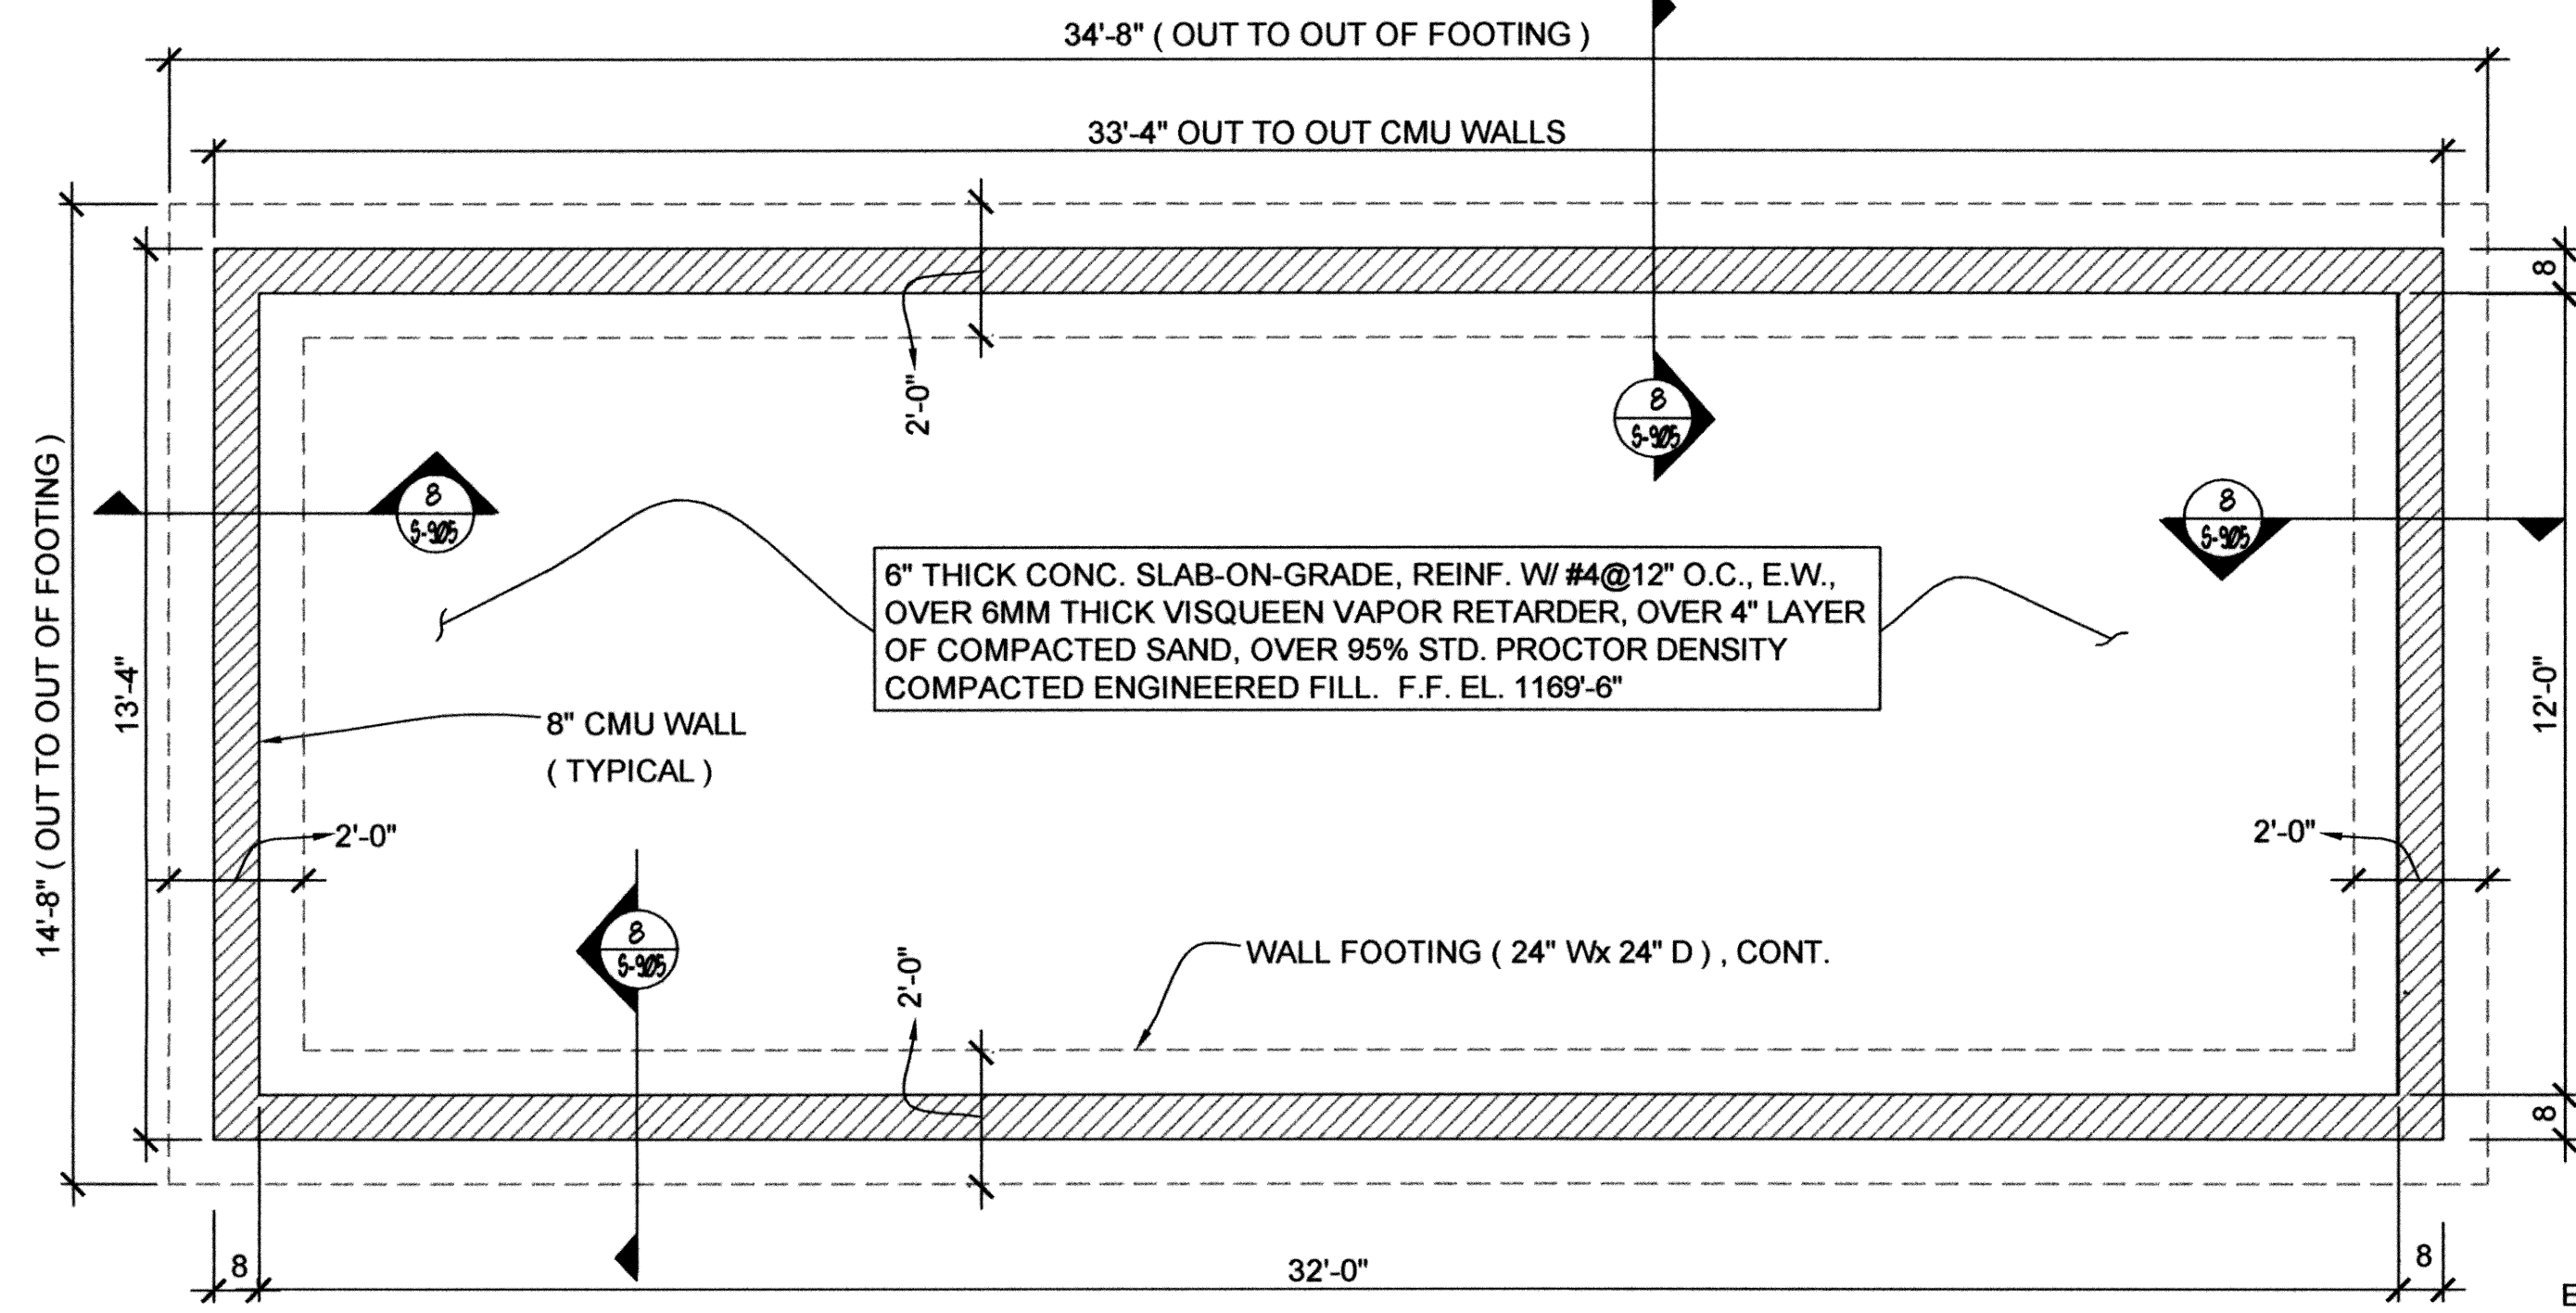 34'-8" ( OUT TO OUT OF FOOTING )
33'-4" OUT TO OUT CMU WALLS
14'-8" ( OUT TO OUT OF FOOTING )
13'-4"
8
2'-0"
8
S-905
8
S-905
8
S-905
6" THICK CONC. SLAB-ON-GRADE, REINF. W/ #4@12" O.C., E.W.,
OVER 6MM THICK VISQUEEN VAPOR RETARDER, OVER 4" LAYER
OF COMPACTED SAND, OVER 95% STD. PROCTOR DENSITY
COMPACTED ENGINEERED FILL. F.F. EL. 1169'-6"
12'-0"
8" CMU WALL
( TYPICAL )
2'-0"
2'-0"
8
S-905
2'-0"
WALL FOOTING ( 24" Wx 24" D ) , CONT.
8
8
32'-0"
8